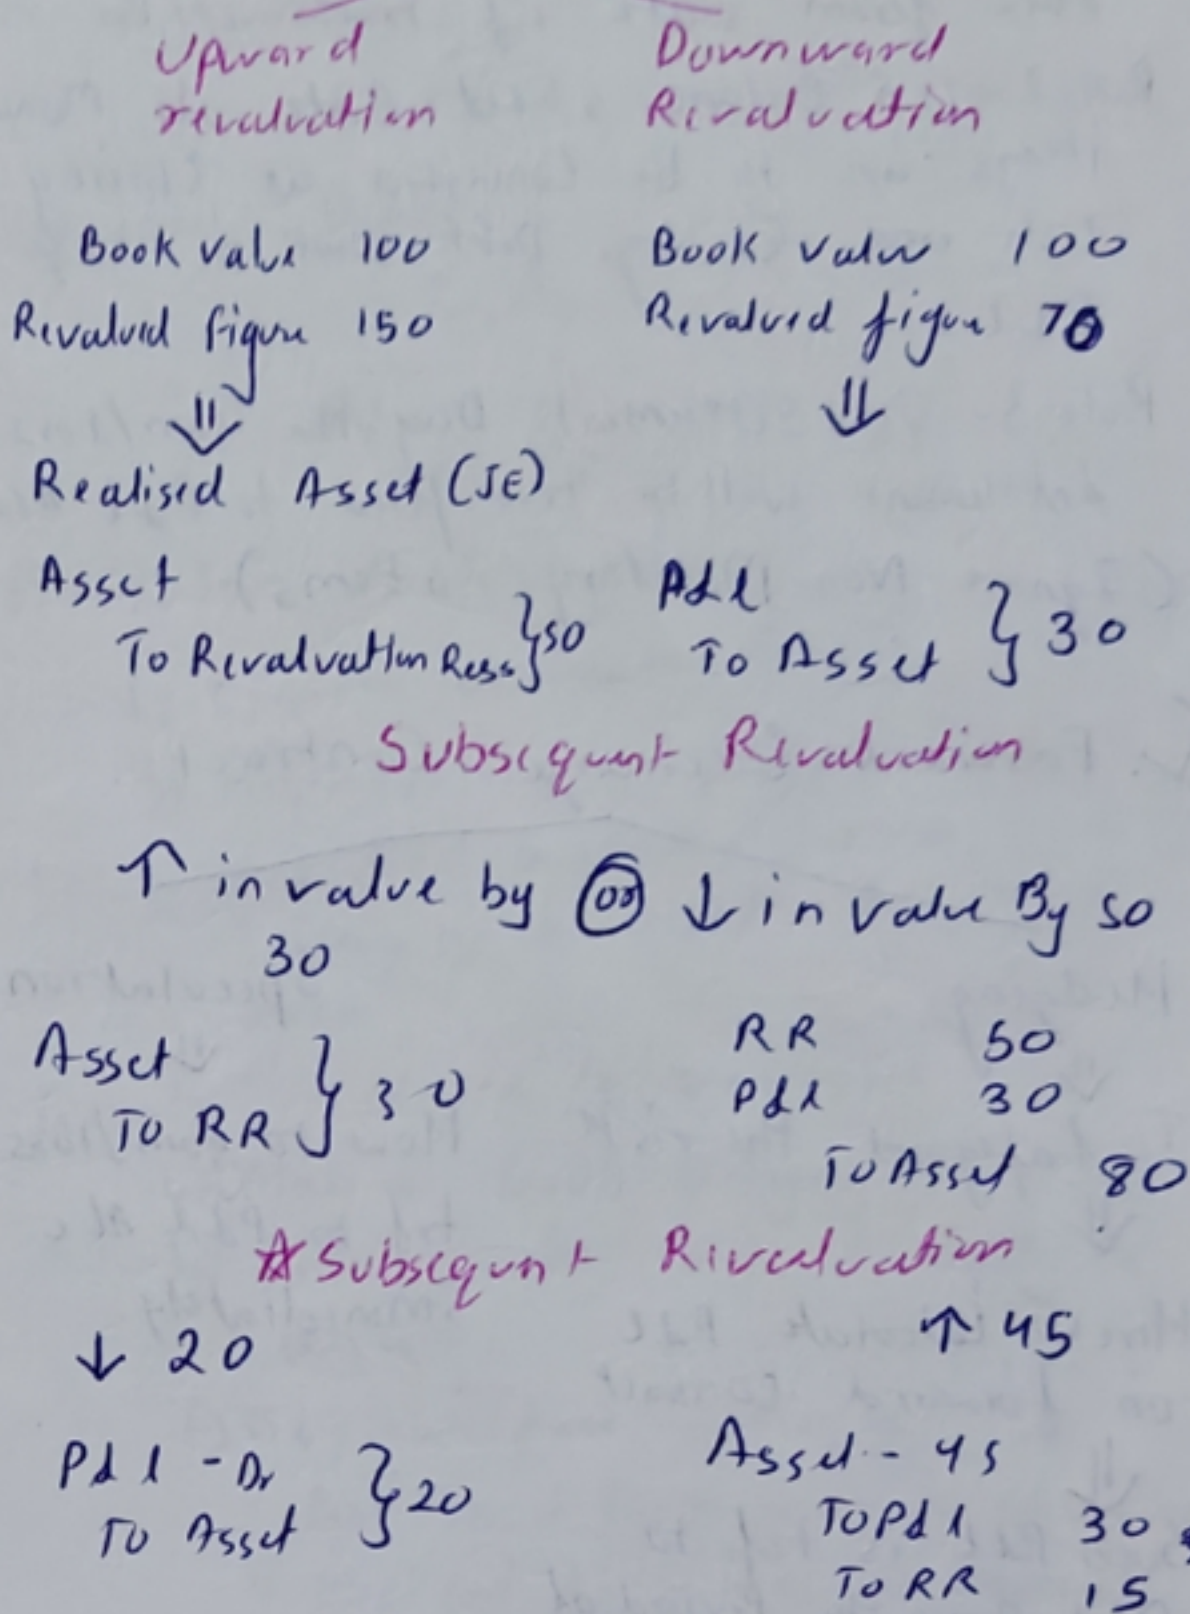 Upward Downward
revaluation Revaluation
Book value 100 Book value 100
Revalued figure 150 Revalued figure 70
⇓ ⇓
Realised Asset (JE)
Asset P&l
To Revaluation Res. } 50 To Asset } 30
Subsequent Revaluation
↑ in value by or ↓ in value By 50
30
Asset RR 50
To RR } 30 P&l 30
To Asset 80
* Subsequent Revaluation
↓ 20 ↑ 45
P&l - Dr Asset - 45
To Asset } 20 To P&l 30
To RR 15